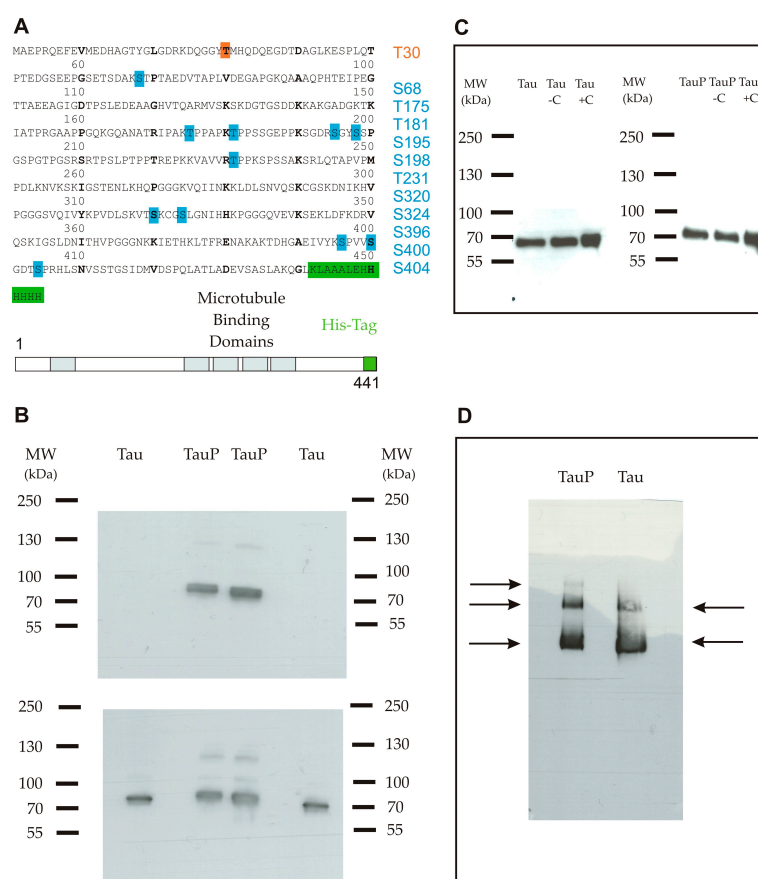 A
MAEPRQEFEVMEDHAGTYGLGDRKDQGGYTMHQDQEGDTDAGLKESPLQT T30
60 100
PTEDGSEEPGSETSDAKSTPTAEDVTAPLVDEGAPGKQAAAQPHTEIPEG S68
110 150
TTAEEAGIGDTPSLEDEAAGHVTQARMVSKSKDGTGSDDKKAKGADGKTK T175
160 200
T181
IATPRGAAPPGQKGQANATRIPAKTPPAPKTPPSSGEPPKSGDRSGYSSP S195
210 250
GSPGTPGSRSRTPSLPTPPTREPKKVAVVRTPPKSPSSAKSRLQTAPVPM S198
260 300
T231
PDLKNVKSKIGSTENLKHQPGGGKVQIINKKLDLSNVQSKCGSKDNIKHV S320
310 350
PGGGSVQIVYKPVDLSKVTSKCGSLGNIHHKPGGGQVEVKSEKLDFKDRV S324
360 400
S396
QSKIGSLDNITHVPGGGNKKIETHKLTFRENAKAKTDHGAEIVYKSPVVS S400
410 450
GDTSPRHLSNVSSTGSIDMVDSPQLATLADEVSASLAKQGLKLAAALEHH S404
HHHH
Microtubule
Binding
Domains
His-Tag
1
441
B
MW
(kDa)
Tau TauP TauP Tau
MW
(kDa)
250 250
130 130
100 100
70 70
55 55
250 250
130 130
100 100
70 70
55 55
C
MW
(kDa)
Tau Tau
-C
Tau
+C
MW
(kDa)
TauP TauP
-C
Tau
+C
250 250
130 130
100 100
70 70
55 55
D
TauP Tau